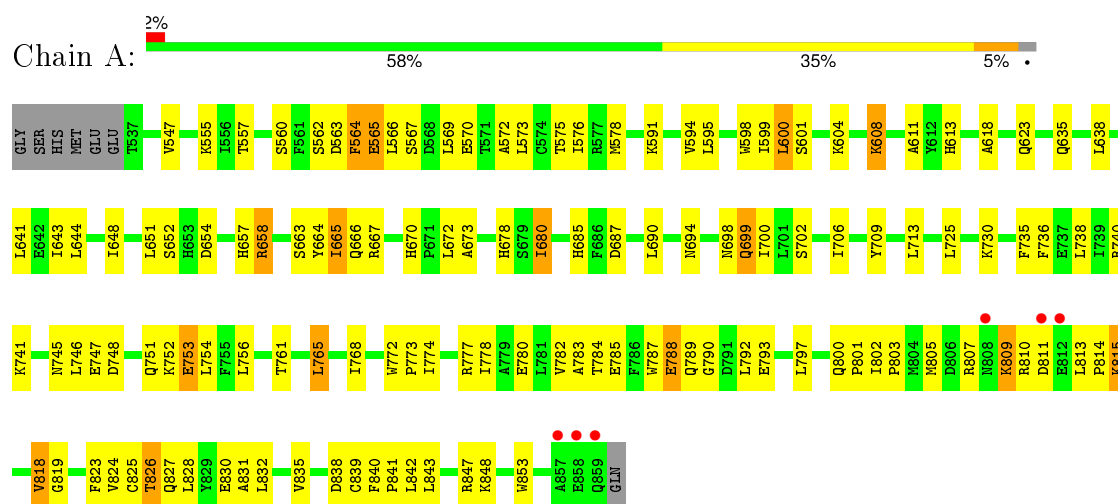 2%
Chain A:
58% 35% 5% •
GLY SER HIS MET GLU GLU T537 V547 K555 I556 T557 S560 F561 S562 D563 F564 E565 L566 S567 D568 L569 E570 T571 A572 L573 C574 T575 I576 R577 M578 K591 V594 L595 W598 I599 L600 S601 K604 K608 A611 Y612 H613 A618 Q623 Q635 L638
L641 E642 I643 L644 I648 L651 S652 H653 D654 H657 R658 S663 Y664 I665 Q666 R667 H670 P671 L672 A673 H678 S679 I680 H685 F686 D687 L690 N694 N698 Q699 I700 L701 S702 I706 Y709 L713 L725 K730 F735 F736 E737 L738 I739 R740
K741 N745 L746 E747 D748 Q751 K752 E753 L754 F755 L756 T761 L765 I768 W772 P773 I774 R777 I778 A779 E780 L781 V782 A783 T784 E785 F786 W787 E788 Q789 G790 D791 L792 E793 L797 Q800 P801 I802 P803 M804 M805 D806 R807 N808 K809 R810 D811 E812 L813 P814 K815
V818 G819 F823 V824 C825 T826 Q827 L828 Y829 E830 A831 L832 V835 D838 C839 F840 P841 L842 L843 R847 K848 W853 A857 E858 Q859 GLN